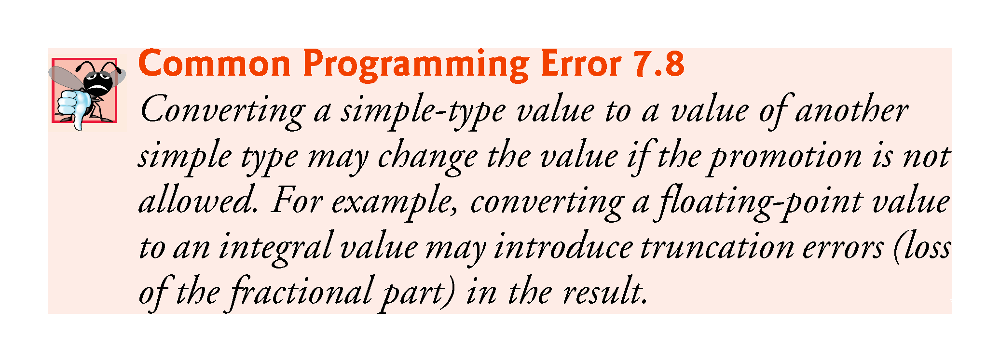 Common Programming Error 7.8
Converting a simple-type value to a value of another
simple type may change the value if the promotion is not
allowed. For example, converting a floating-point value
to an integral value may introduce truncation errors (loss
of the fractional part) in the result.